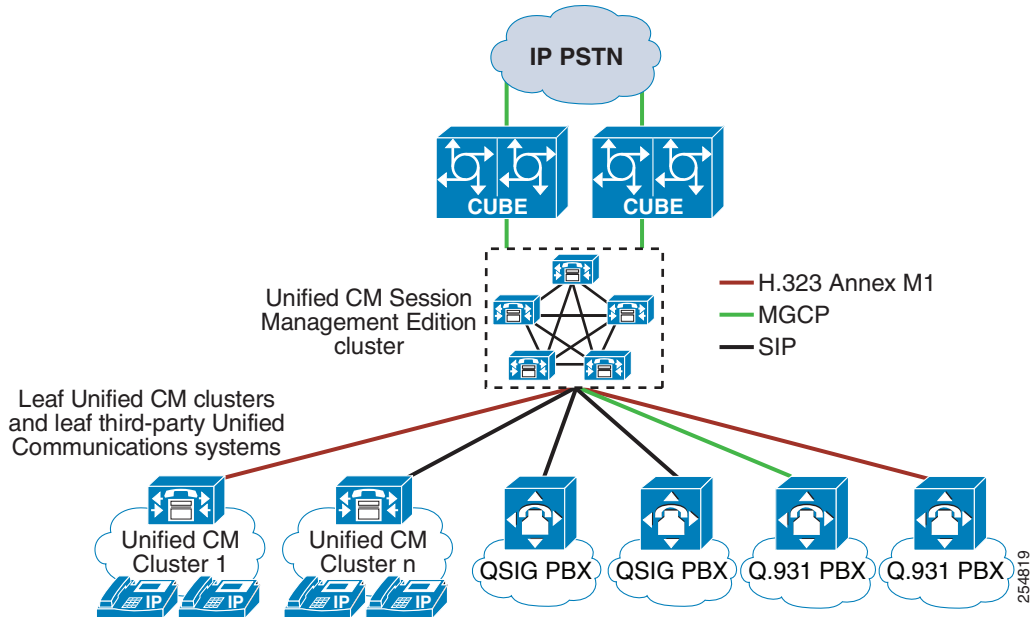 IP PSTN
CUBE
CUBE
Unified CM Session
Management Edition
cluster
H.323 Annex M1
MGCP
SIP
Leaf Unified CM clusters
and leaf third-party Unified
Communications systems
Unified CM
Cluster 1
IP
IP
Unified CM
Cluster n
IP
IP
QSIG PBX
QSIG PBX
Q.931 PBX
Q.931 PBX
254819